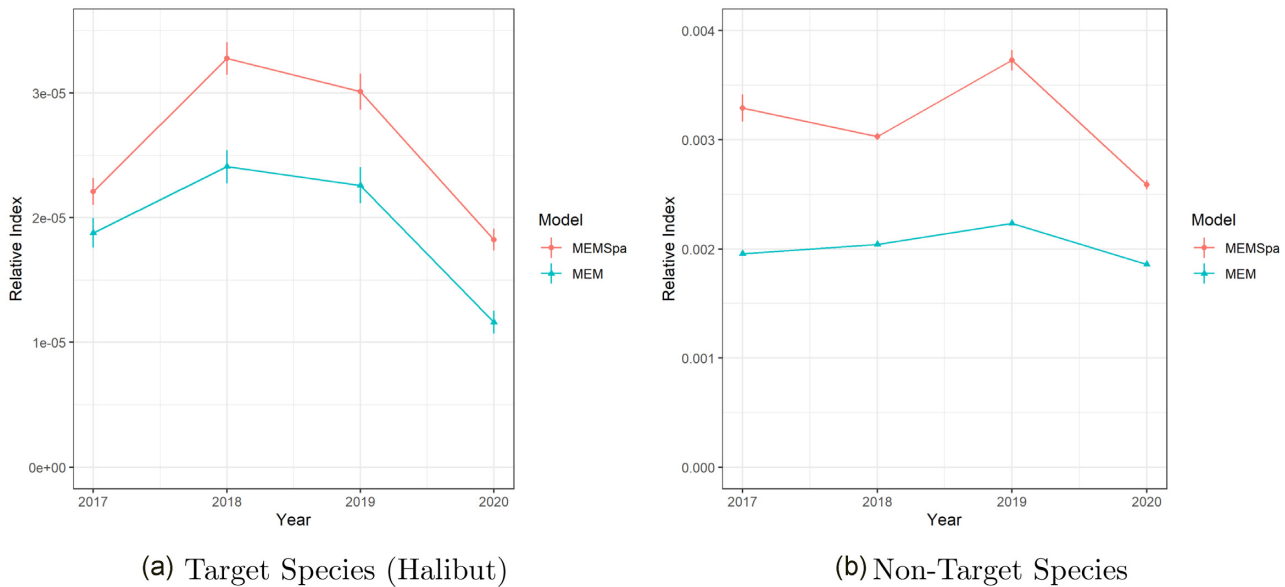 3e-05
2e-05
1e-05
0e+00
Relative Index
2017 2018 2019 2020
Year
Model
MEMSpa
MEM
(a) Target Species (Halibut)
0.004
0.003
0.002
0.001
0.000
Relative Index
2017 2018 2019 2020
Year
Model
MEMSpa
MEM
(b) Non-Target Species